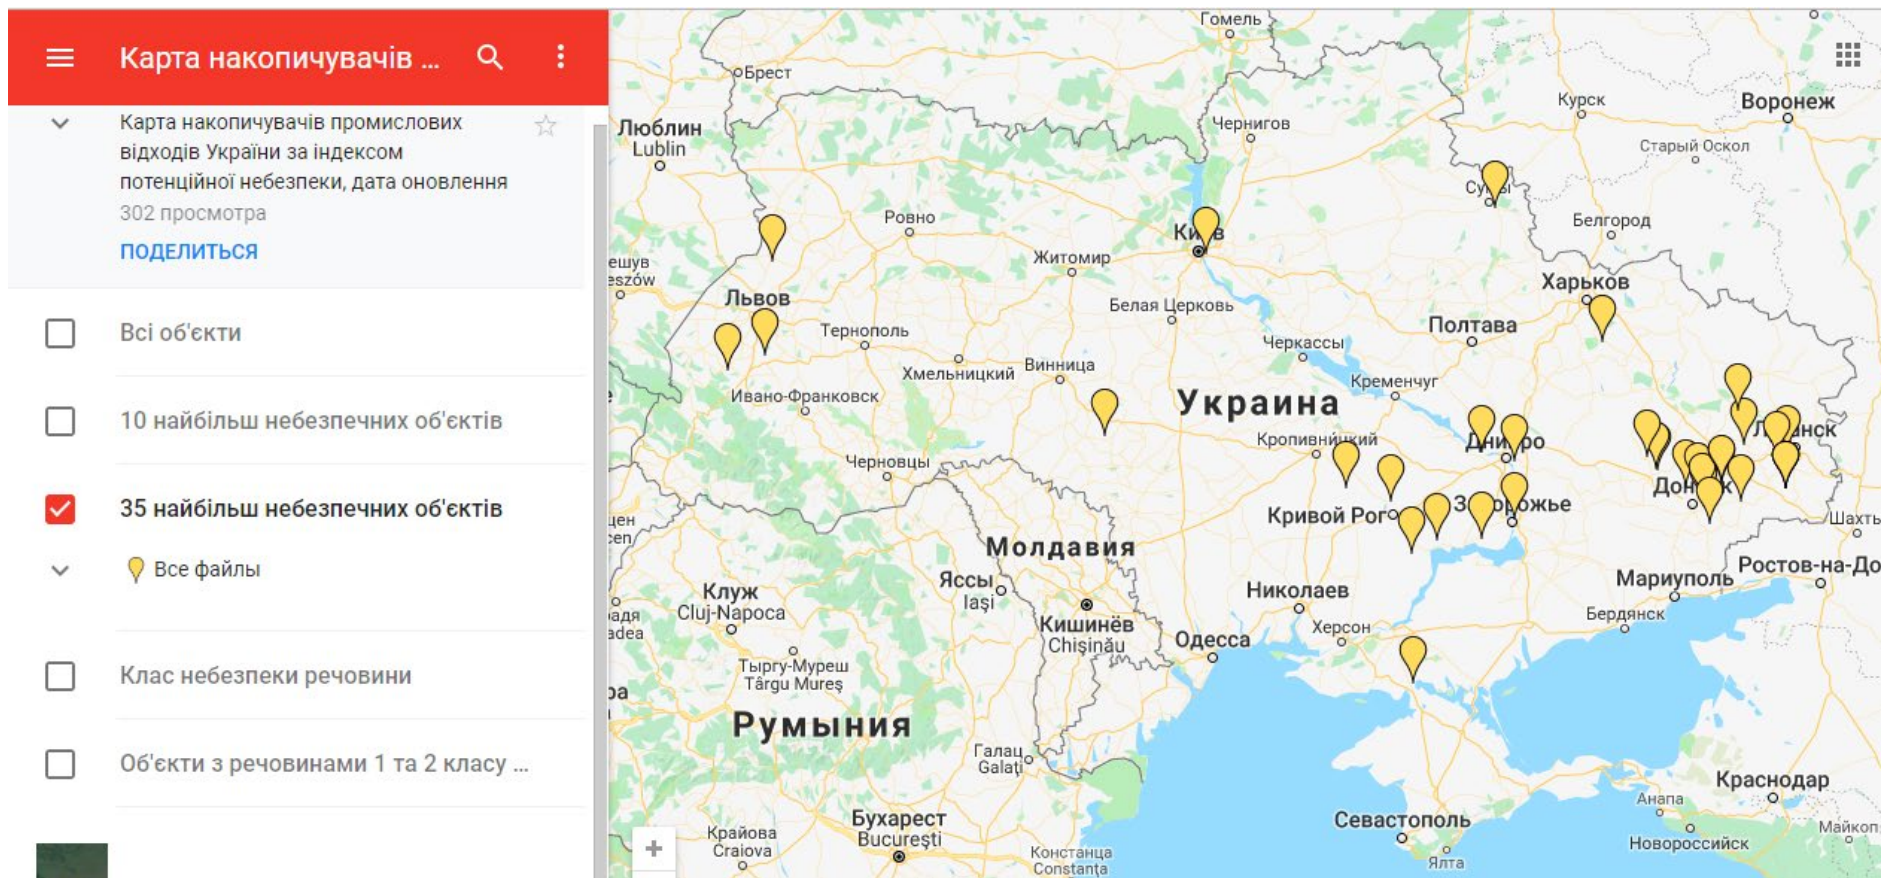 Карта накопичувачів ...
Карта накопичувачів промислових
відходів України за індексом
потенційної небезпеки, дата оновлення
302 просмотра
ПОДЕЛИТЬСЯ
Всі об'єкти
10 найбільш небезпечних об'єктів
35 найбільш небезпечних об'єктів
Все файлы
Клас небезпеки речовини
Об'єкти з речовинами 1 та 2 класу ...
Гомель
Брест
Курск
Воронеж
Люблин
Lublin
Чернигов
Старый Оскол
Ровно
Белгород
Житомир
Львов
Белая Церковь
Харьков
Тернополь
Полтава
Черкассы
Хмельницкий
Винница
Кременчуг
Ивано-Франковск
Украина
Кропивницкий
Черновцы
Кривой Рог
Шахты
Молдавия
Яссы
Iași
Клуж
Cluj-Napoca
Николаев
Мариуполь
Ростов-на-До
Кишинёв
Chișinău
Одесса
Херсон
Бердянск
Тыргу-Муреш
Târgu Mureș
Румыния
Галац
Galați
Краснодар
Анапа
Севастополь
Новороссийск
Майкоп
Ялта
Крайова
Craiova
Бухарест
București
Констанца
Constanța
+